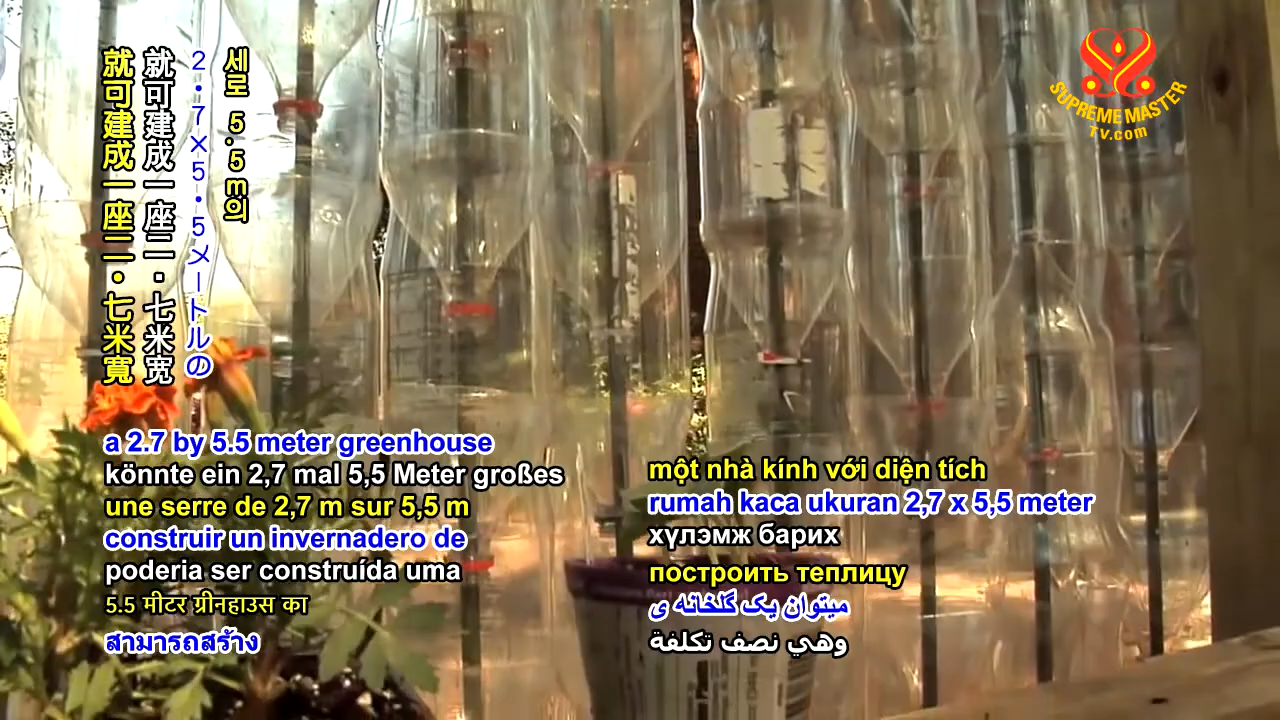 就可建成一座二·七米寬
就可建成一座二·七米宽
2・7×5・5メートルの
세로 5.5m의
SUPREME MASTER
TV.com
a 2.7 by 5.5 meter greenhouse
könnte ein 2,7 mal 5,5 Meter großes
une serre de 2,7 m sur 5,5 m
construir un invernadero de
poderia ser construída uma
5.5 मीटर ग्रीनहाउस का
สามารถสร้าง
một nhà kính với diện tích
rumah kaca ukuran 2,7 x 5,5 meter
хүлэмж барих
построить теплицу
میتوان یک گلخانه ی
وهي نصف تكلفة